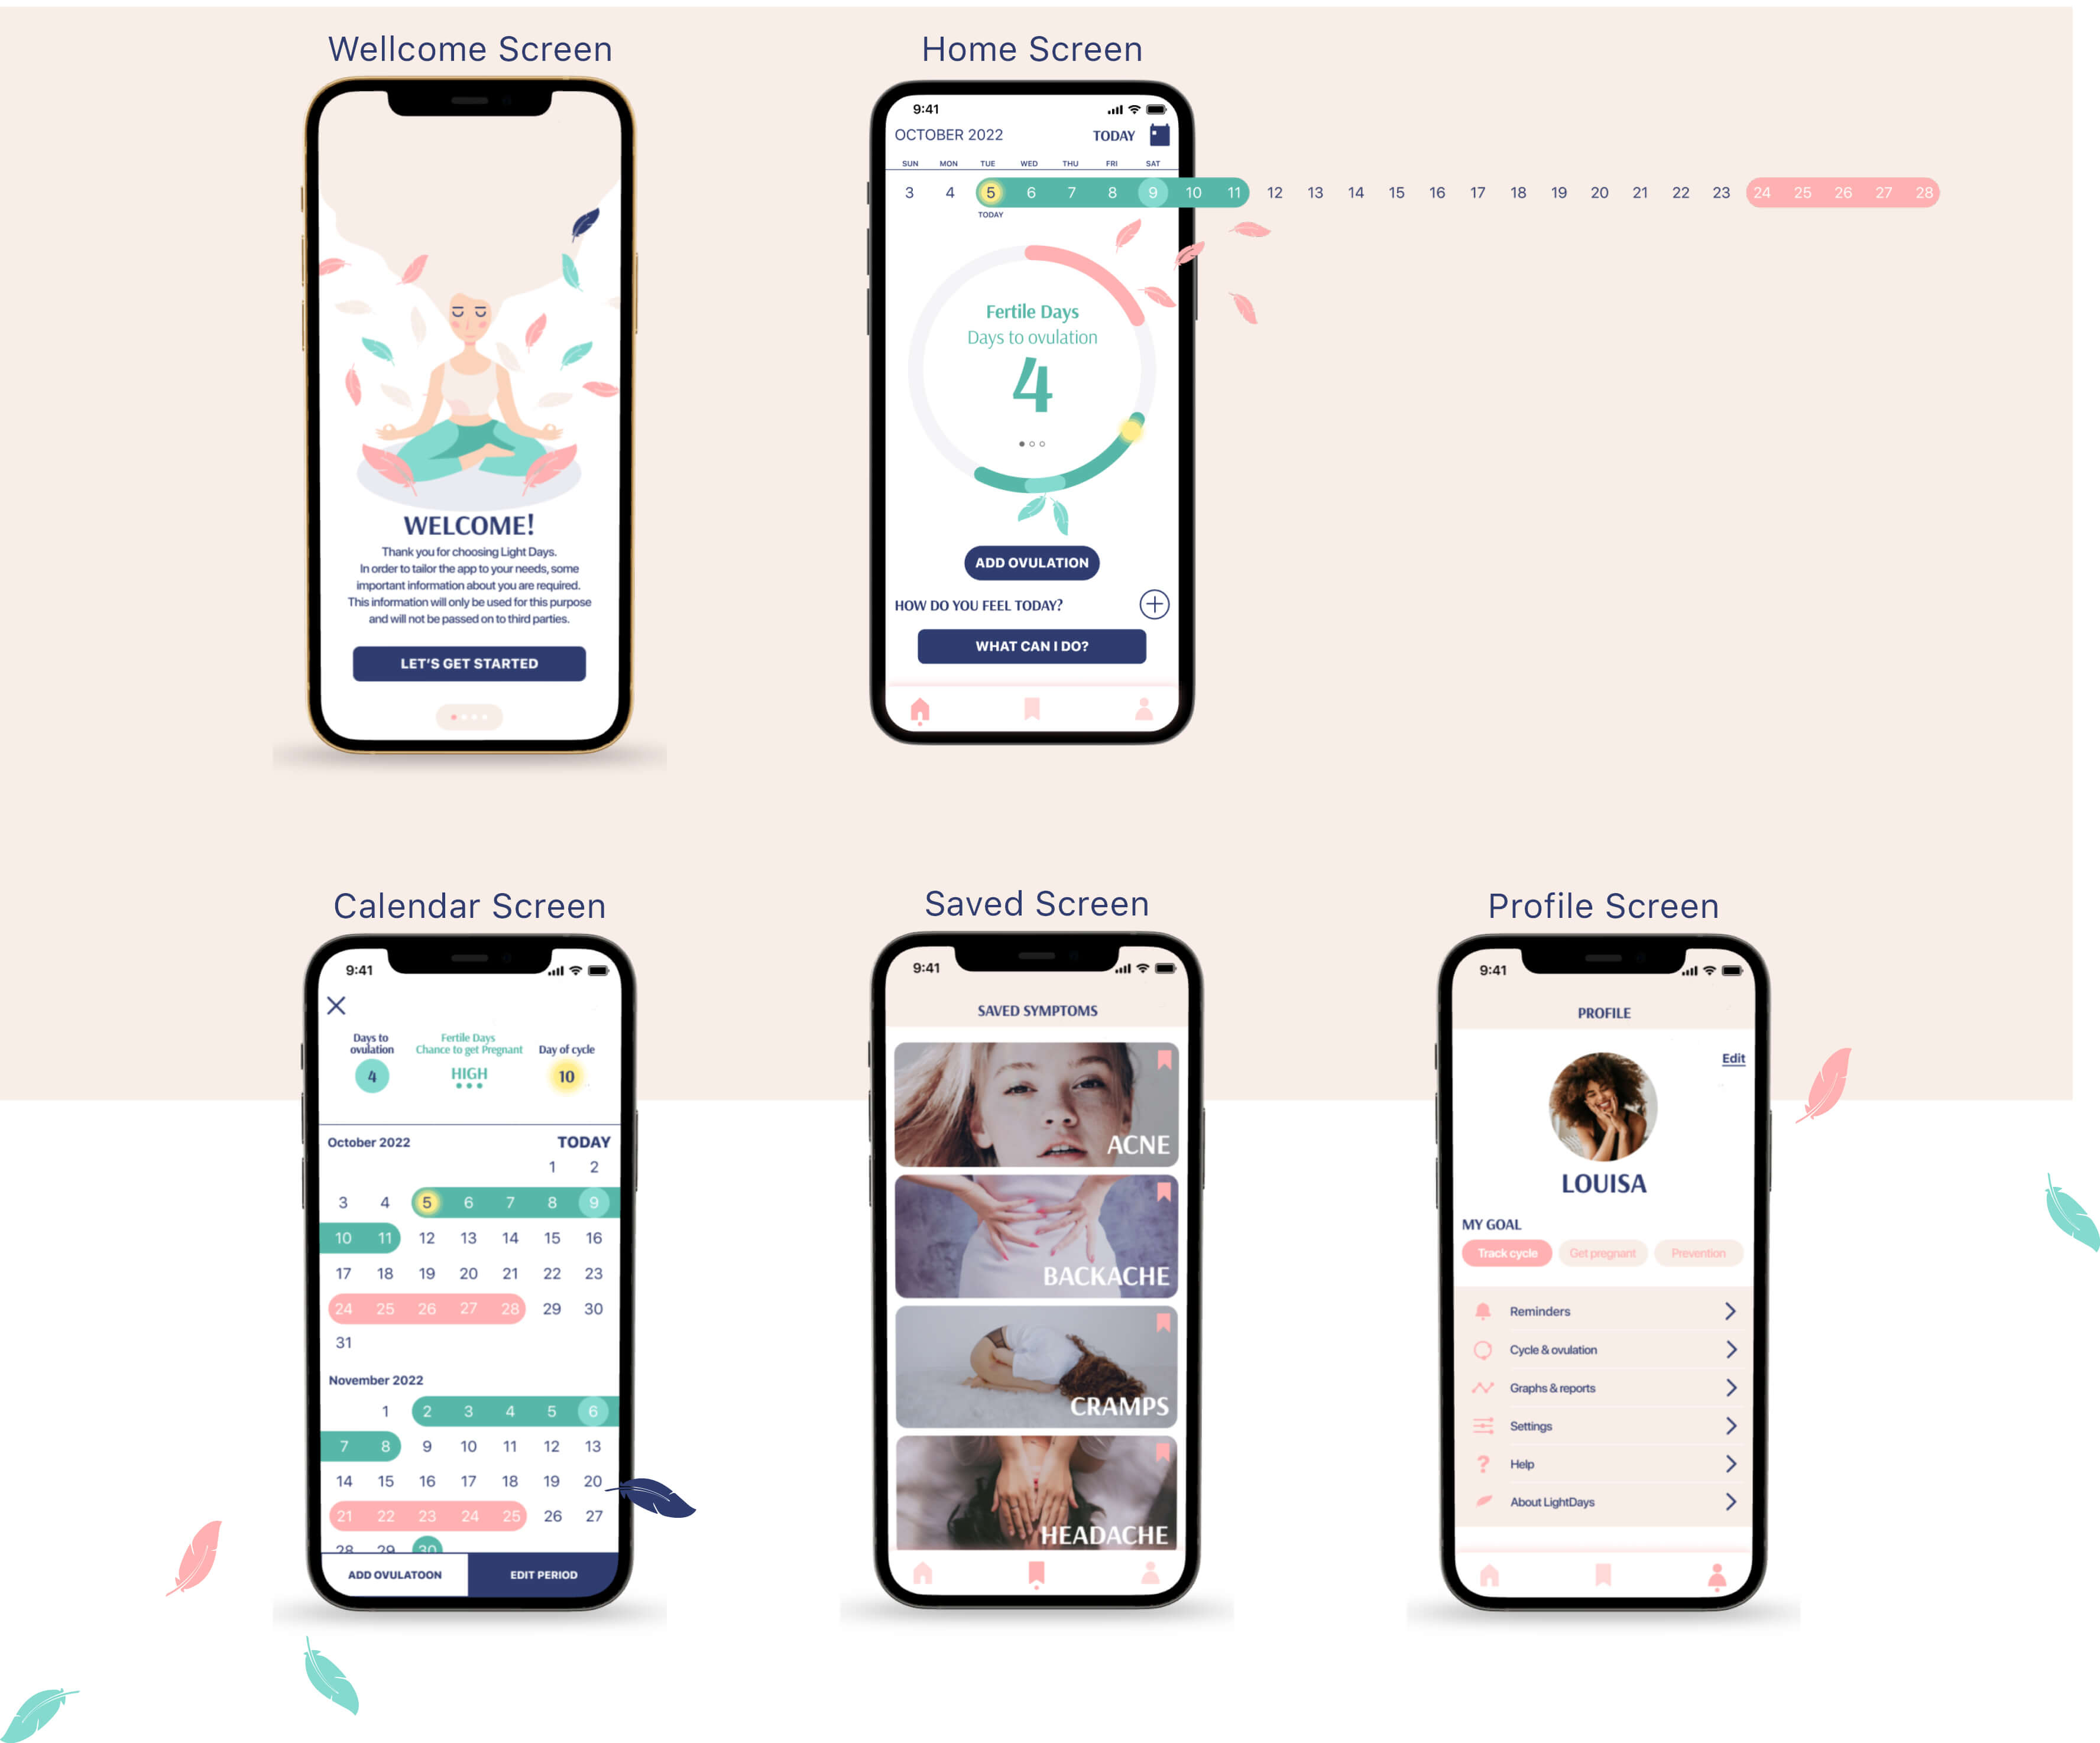 Wellcome Screen
WELCOME!
Thank you for choosing Light Days.
In order to tailor the app to your needs, some
important information about you are required.
This information will only be used for this purpose
and will not be passed on to third parties.
LET'S GET STARTED
Home Screen
9:41
OCTOBER 2022 TODAY
SUN MON TUE WED THU FRI SAT
3 4 5 6 7 8 9 10 11 12 13 14 15 16 17 18 19 20 21 22 23 24 25 26 27 28
TODAY
Fertile Days
Days to ovulation
4
ADD OVULATION
HOW DO YOU FEEL TODAY?
WHAT CAN I DO?
Calendar Screen
9:41
Days to
ovulation
4
Fertile Days
Chance to get Pregnant
HIGH
Day of cycle
10
October 2022 TODAY
1 2
3 4 5 6 7 8 9
10 11 12 13 14 15 16
17 18 19 20 21 22 23
24 25 26 27 28 29 30
31
November 2022
1 2 3 4 5 6
7 8 9 10 11 12 13
14 15 16 17 18 19 20
21 22 23 24 25 26 27
28 29 30
ADD OVULATOON EDIT PERIOD
Saved Screen
9:41
SAVED SYMPTOMS
ACNE
BACKACHE
CRAMPS
HEADACHE
Profile Screen
9:41
PROFILE
Edit
LOUISA
MY GOAL
Track cycle Get pregnant Prevention
Reminders
Cycle & ovulation
Graphs & reports
Settings
Help
About LightDays